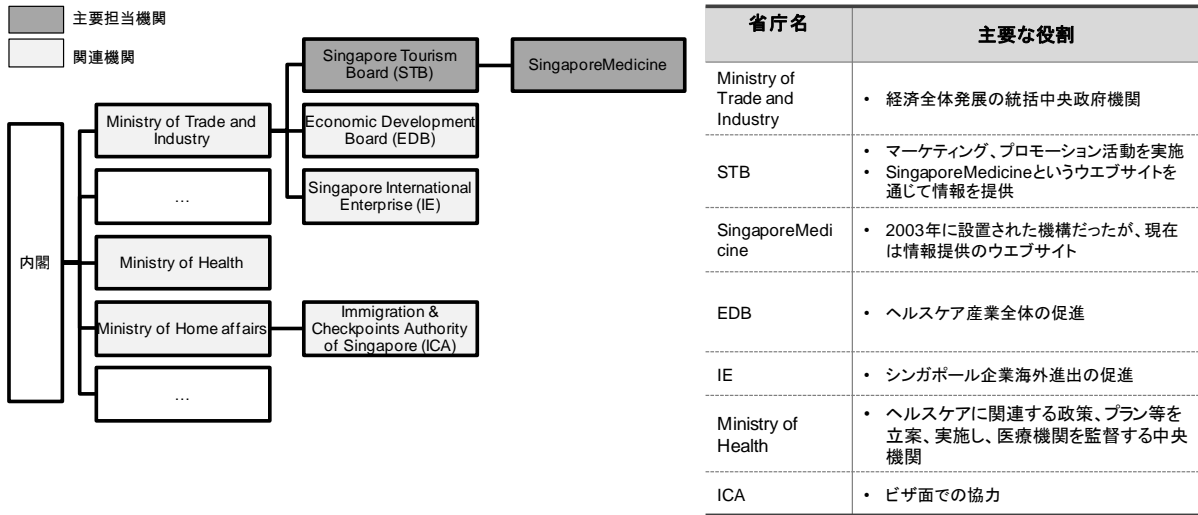 主要担当機関
関連機関
Singapore Tourism
Board (STB)
SingaporeMedicine
Ministry of Trade and
Industry
Economic Development
Board (EDB)
…
Singapore International
Enterprise (IE)
内閣
Ministry of Health
Ministry of Home affairs
Immigration &
Checkpoints Authority
of Singapore (ICA)
…
省庁名
主要な役割
Ministry of
Trade and
Industry
• 経済全体発展の統括中央政府機関
STB
• マーケティング、プロモーション活動を実施
• SingaporeMedicineというウエブサイトを
通じて情報を提供
SingaporeMedi
cine
• 2003年に設置された機構だったが、現在
は情報提供のウエブサイト
EDB
• ヘルスケア産業全体の促進
IE
• シンガポール企業海外進出の促進
Ministry of
Health
• ヘルスケアに関連する政策、プラン等を
立案、実施し、医療機関を監督する中央
機関
ICA
• ビザ面での協力